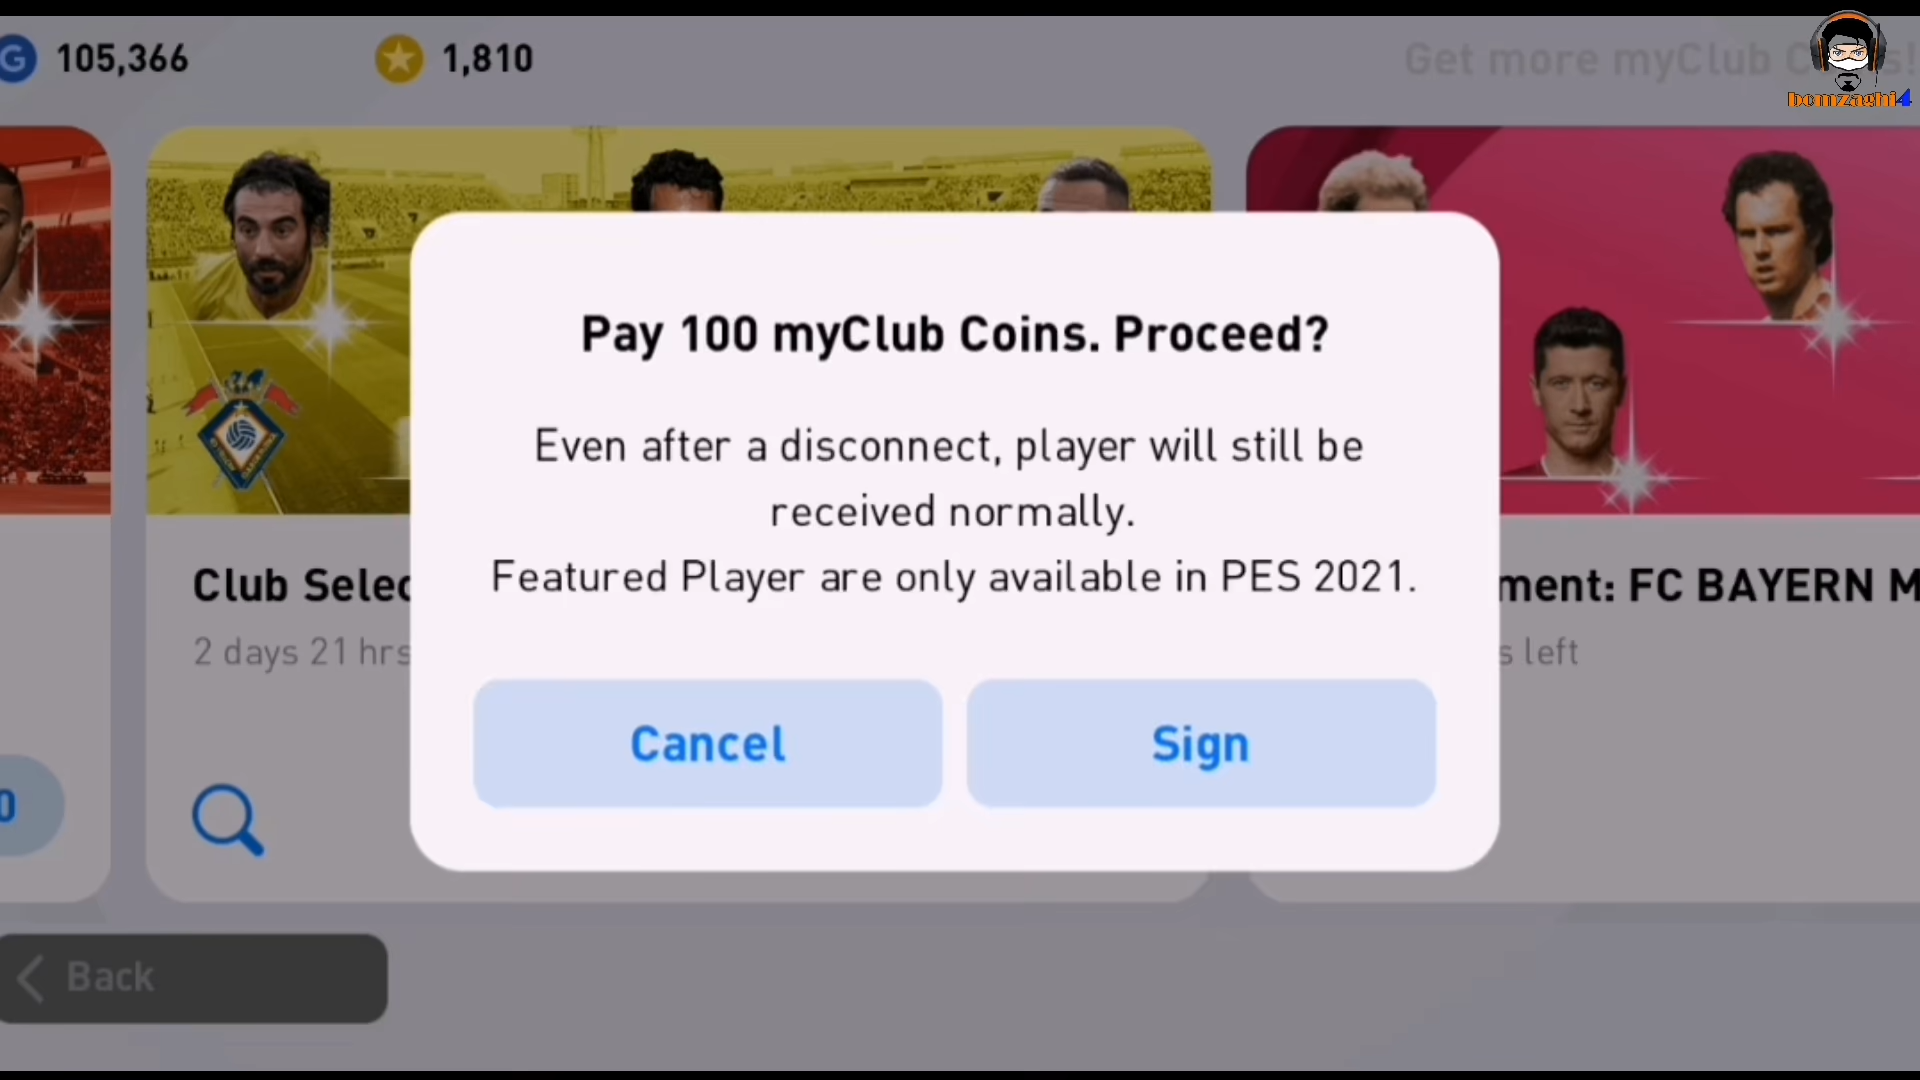 G 105,366
1,810
Get more myClub
bomzaghi4
Pay 100 myClub Coins. Proceed?
Even after a disconnect, player will still be
received normally.
Featured Player are only available in PES 2021.
Club Selec
ment: FC BAYERN M
2 days 21 hrs
s left
Cancel
Sign
0
Back